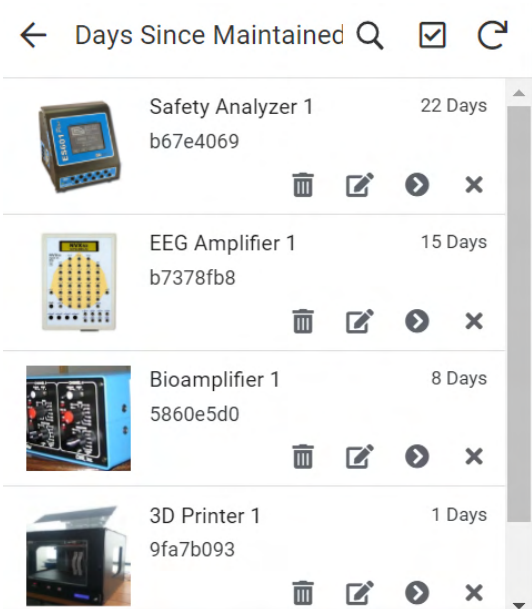 Days Since Maintained
Safety Analyzer 1
22 Days
b67e4069
ES601
EEG Amplifier 1
15 Days
b7378fb8
Bioamplifier 1
8 Days
5860e5d0
3D Printer 1
1 Days
9fa7b093